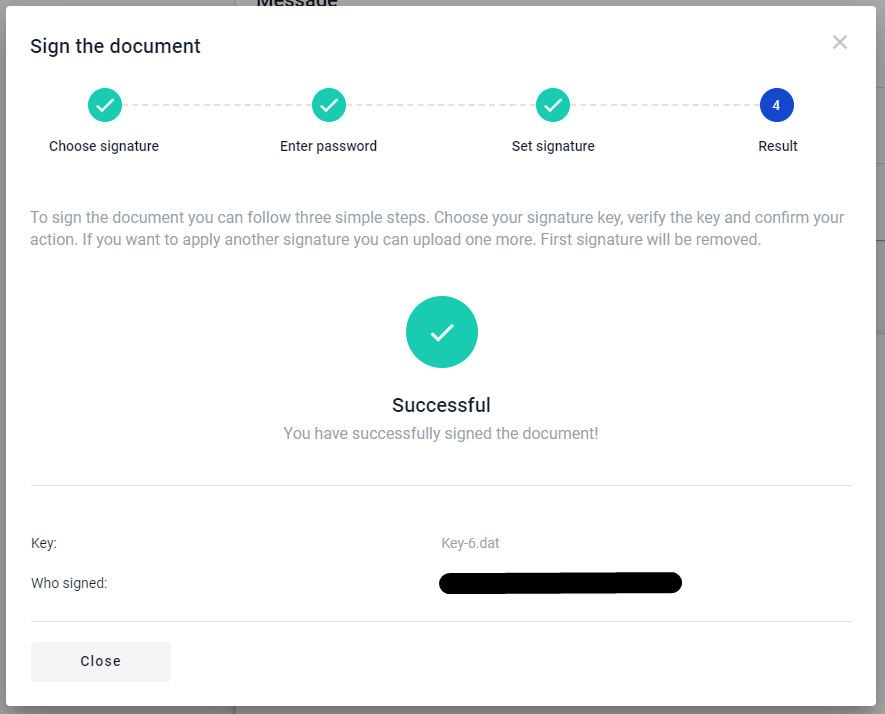 Message
Sign the document
4
Choose signature
Enter password
Set signature
Result
To sign the document you can follow three simple steps. Choose your signature key, verify the key and confirm your
action. If you want to apply another signature you can upload one more. First signature will be removed.
Successful
You have successfully signed the document!
Key:
Key-6.dat
Who signed:
Close